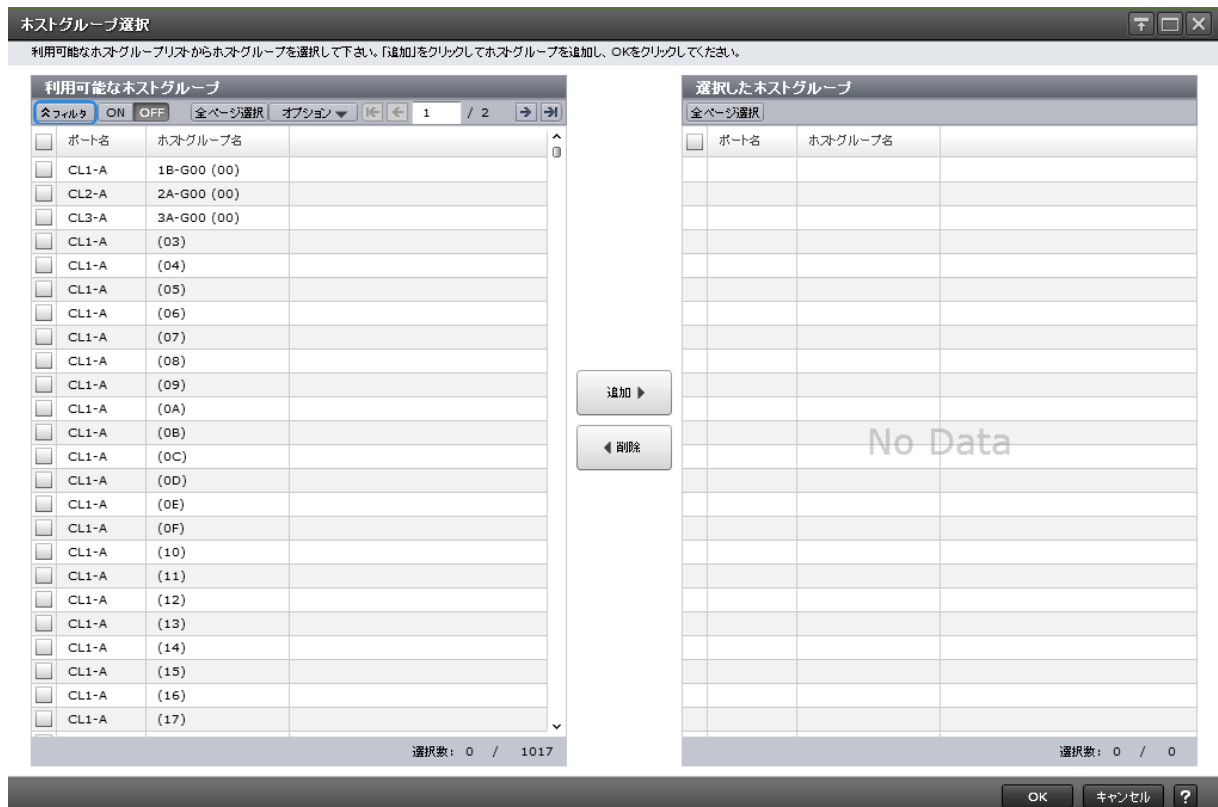 ホストグループ選択
利用可能なホストグループリストからホストグループを選択して下さい。「追加」をクリックしてホストグループを追加し、OKをクリックしてください。
利用可能なホストグループ
フィルタ ON OFF 全ページ選択 オプション 1 / 2
ポート名 ホストグループ名
CL1-A 1B-G00 (00)
CL2-A 2A-G00 (00)
CL3-A 3A-G00 (00)
CL1-A (03)
CL1-A (04)
CL1-A (05)
CL1-A (06)
CL1-A (07)
CL1-A (08)
CL1-A (09)
CL1-A (0A)
CL1-A (0B)
CL1-A (0C)
CL1-A (0D)
CL1-A (0E)
CL1-A (0F)
CL1-A (10)
CL1-A (11)
CL1-A (12)
CL1-A (13)
CL1-A (14)
CL1-A (15)
CL1-A (16)
CL1-A (17)
選択数: 0 / 1017
追加
削除
選択したホストグループ
全ページ選択
ポート名 ホストグループ名
No Data
選択数: 0 / 0
OK キャンセル ?